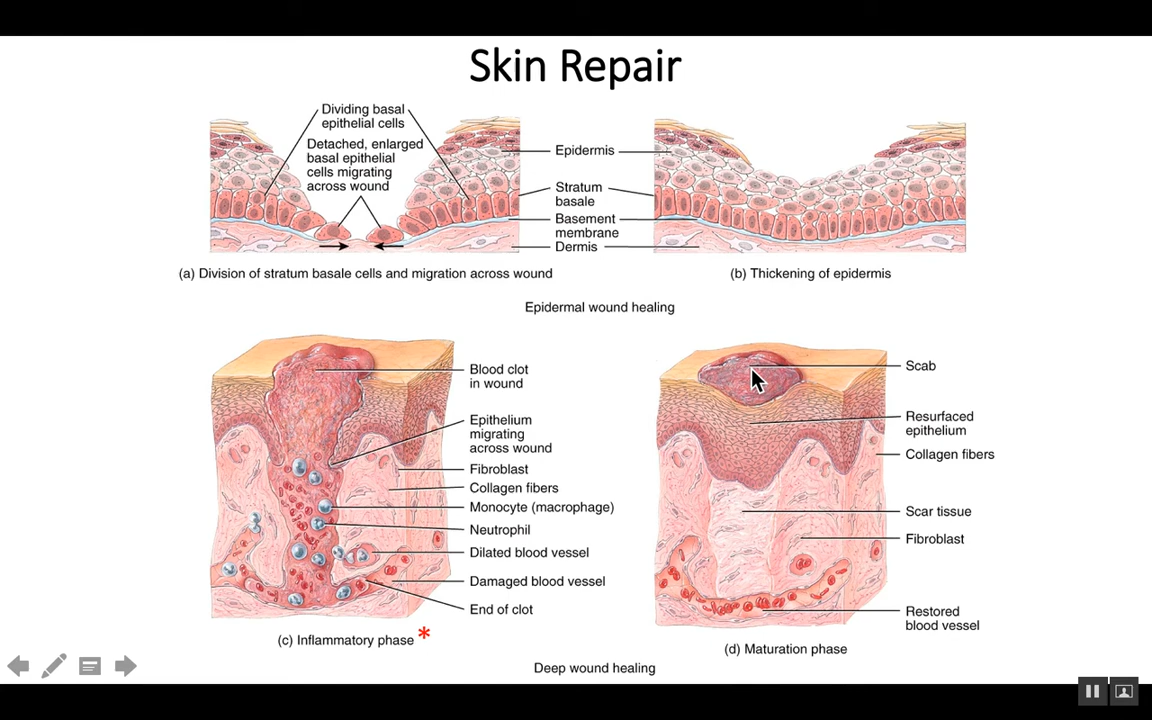 Skin Repair
Dividing basal
epithelial cells
Detached, enlarged
basal epithelial
cells migrating
across wound
Epidermis
Stratum
basale
Basement
membrane
Dermis
(a) Division of stratum basale cells and migration across wound
(b) Thickening of epidermis
Epidermal wound healing
Blood clot
in wound
Epithelium
migrating
across wound
Fibroblast
Collagen fibers
Monocyte (macrophage)
Neutrophil
Dilated blood vessel
Damaged blood vessel
End of clot
(c) Inflammatory phase *
Scab
Resurfaced
epithelium
Collagen fibers
Scar tissue
Fibroblast
Restored
blood vessel
(d) Maturation phase
Deep wound healing